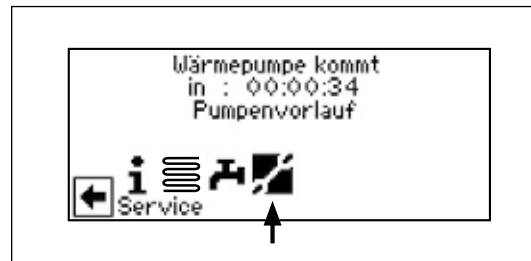 Wärmepumpe kommt
in : 00:00:34
Pumpenvorlauf
Service